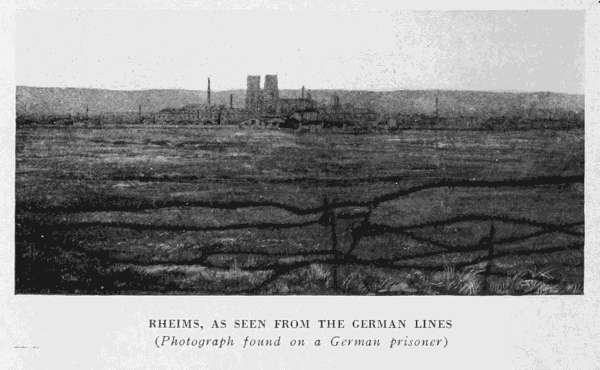 RHEIMS, AS SEEN FROM THE GERMAN LINES
(Photograph found on a German prisoner)